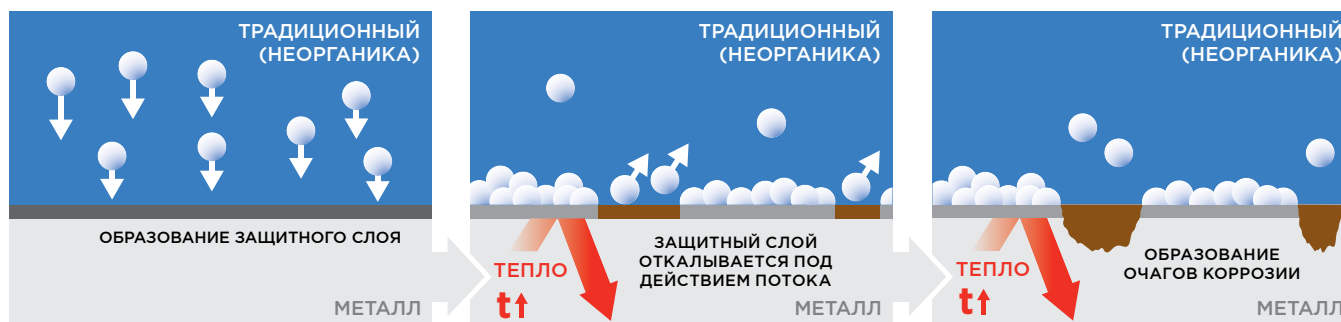 ТРАДИЦИОННЫЙ
(НЕОРГАНИКА)
ОБРАЗОВАНИЕ ЗАЩИТНОГО СЛОЯ
МЕТАЛЛ
ТРАДИЦИОННЫЙ
(НЕОРГАНИКА)
ЗАЩИТНЫЙ СЛОЙ
ОТКАЛЫВАЕТСЯ ПОД
ДЕЙСТВИЕМ ПОТОКА
ТЕПЛО
t
МЕТАЛЛ
ТРАДИЦИОННЫЙ
(НЕОРГАНИКА)
ОБРАЗОВАНИЕ
ОЧАГОВ КОРРОЗИИ
ТЕПЛО
t
МЕТАЛЛ